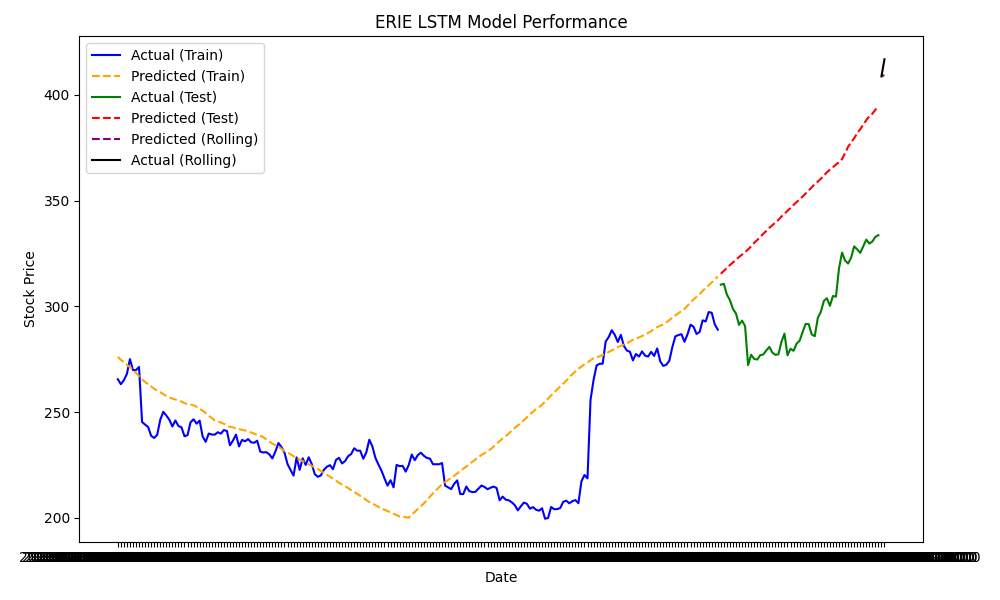 ERIE LSTM Model Performance
Actual (Train)
Predicted (Train)
Actual (Test)
Predicted (Test)
Predicted (Rolling)
Actual (Rolling)
Stock Price
400
350
300
250
200
Date